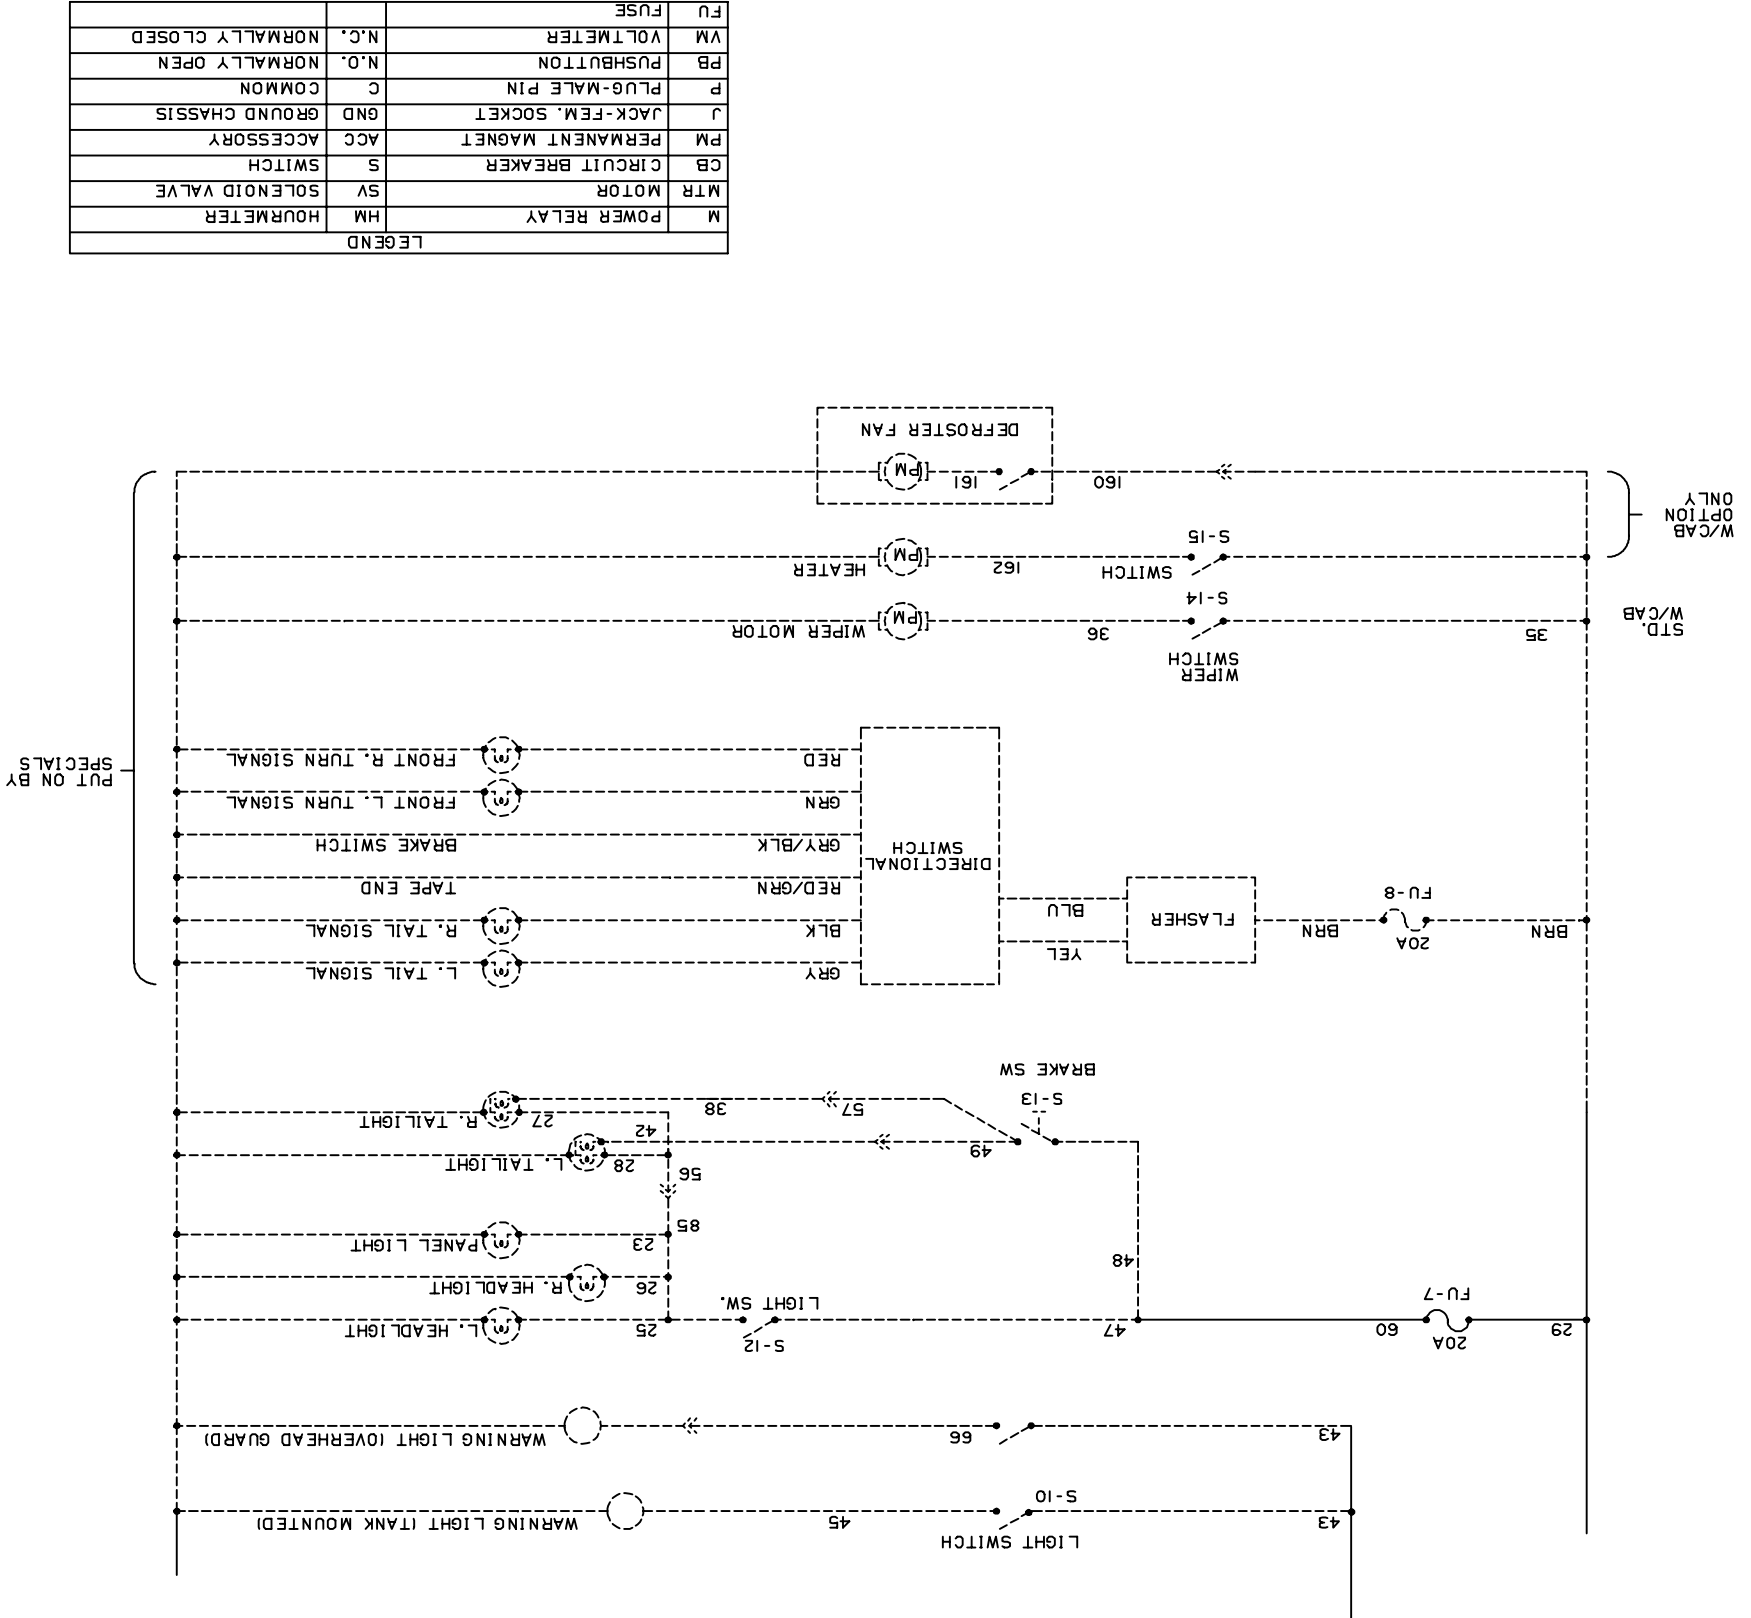 LIGHT SWITCH
43 S-10 45 WARNING LIGHT (TANK MOUNTED)
43 66 WARNING LIGHT (OVERHEAD GUARD)
29 20A 60 47 S-12 25 L. HEADLIGHT
FU-7 LIGHT SW.
26 R. HEADLIGHT
48
23 PANEL LIGHT
85
56
49 28 L. TAILIGHT
42
S-13 57 38 27 R. TAILIGHT
BRAKE SW
GRY L. TAIL SIGNAL
YEL
BRN 20A BRN FLASHER BLK R. TAIL SIGNAL
FU-8 BLU
RED/GRN TAPE END
DIRECTIONAL
SWITCH
GRY/BLK BRAKE SWITCH
GRN FRONT L. TURN SIGNAL
RED FRONT R. TURN SIGNAL
PUT ON BY
SPECIALS
WIPER
SWITCH
STD.
W/CAB
35 36 WIPER MOTOR
PM
S-14
SWITCH 162 HEATER
PM
S-15
W/CAB
OPTION
ONLY
160 161 PM
DEFROSTER FAN
LEGEND
M POWER RELAY HM HOURMETER
MTR MOTOR SV SOLENOID VALVE
CB CIRCUIT BREAKER S SWITCH
PM PERMANENT MAGNET ACC ACCESSORY
J JACK-FEM. SOCKET GND GROUND CHASSIS
P PLUG-MALE PIN C COMMON
PB PUSHBUTTON N.O. NORMALLY OPEN
VM VOLTMETER N.C. NORMALLY CLOSED
FU FUSE